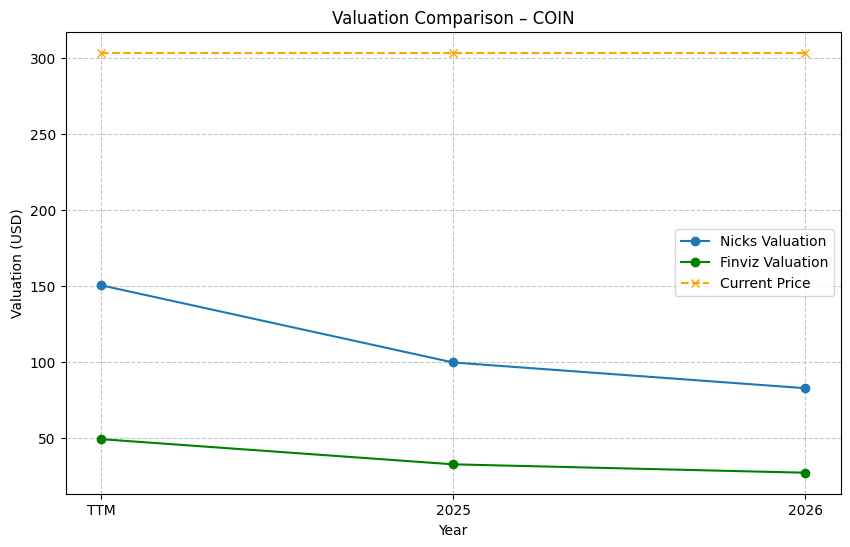 Valuation Comparison – COIN
Valuation (USD)
300
250
200
150
100
50
Nicks Valuation
Finviz Valuation
Current Price
TTM
2025
2026
Year